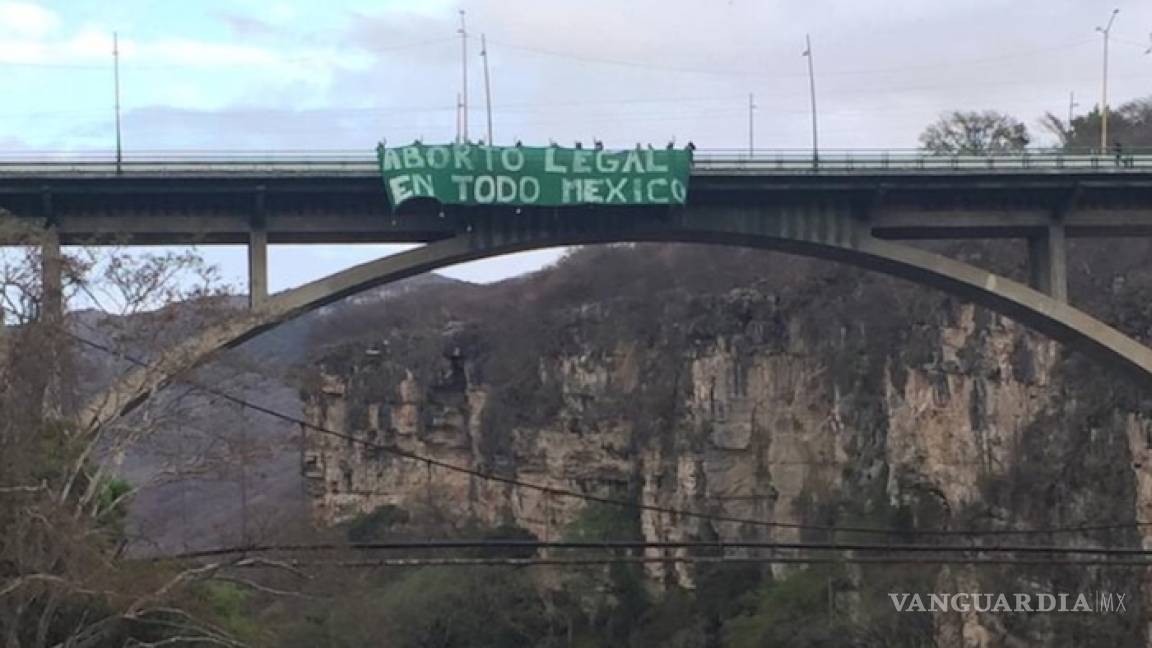 ABORTO LEGAL
EN TODO MEXICO
VANGUARDIA|MX